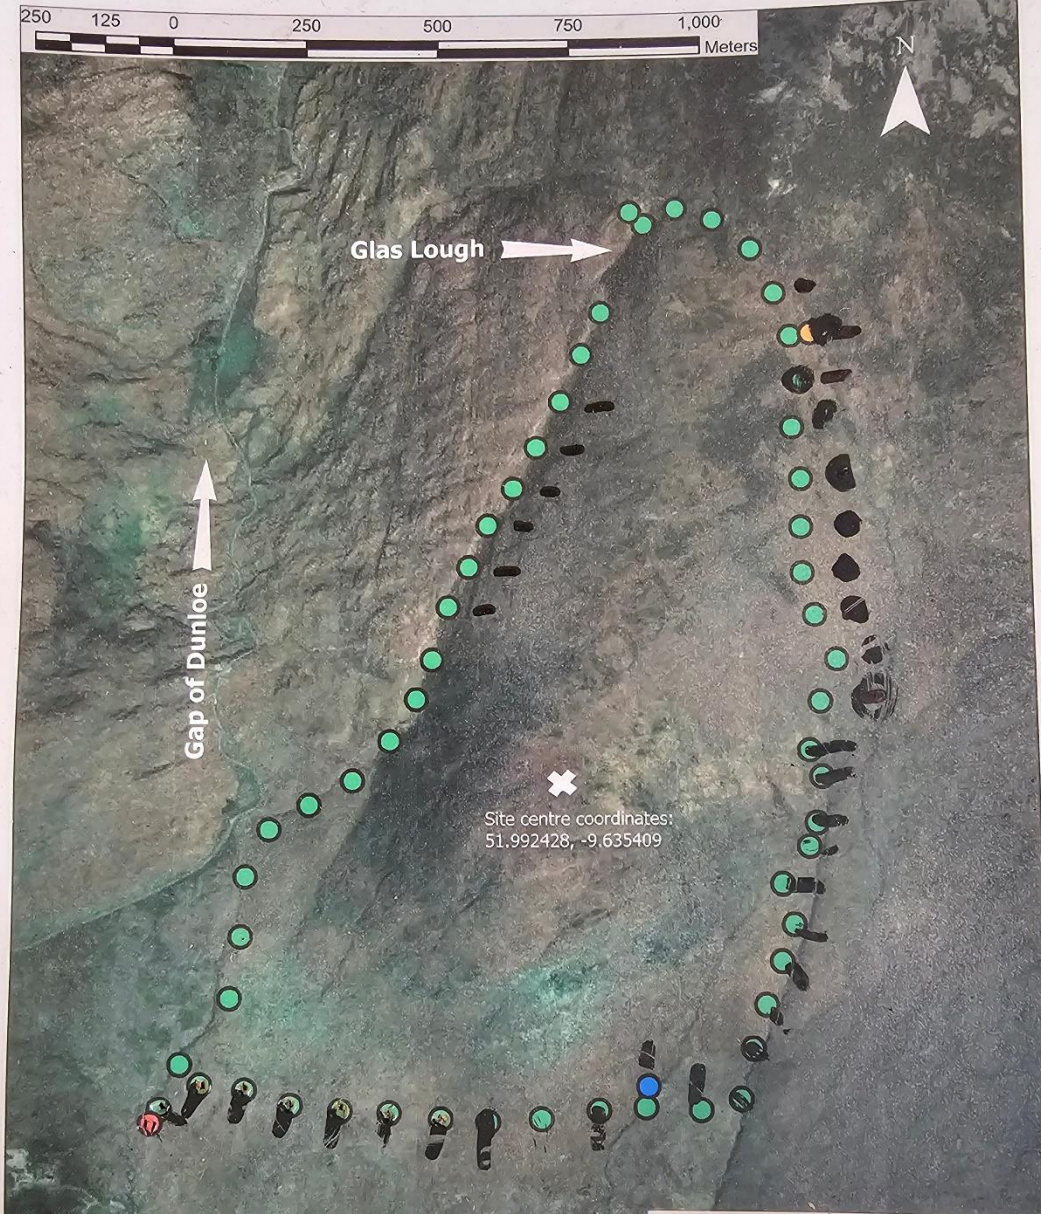 250 125 0 250 500 750 1,000
Meters
N
Glas Lough
Gap of Dunloe
Site centre coordinates:
51.992428, -9.635409